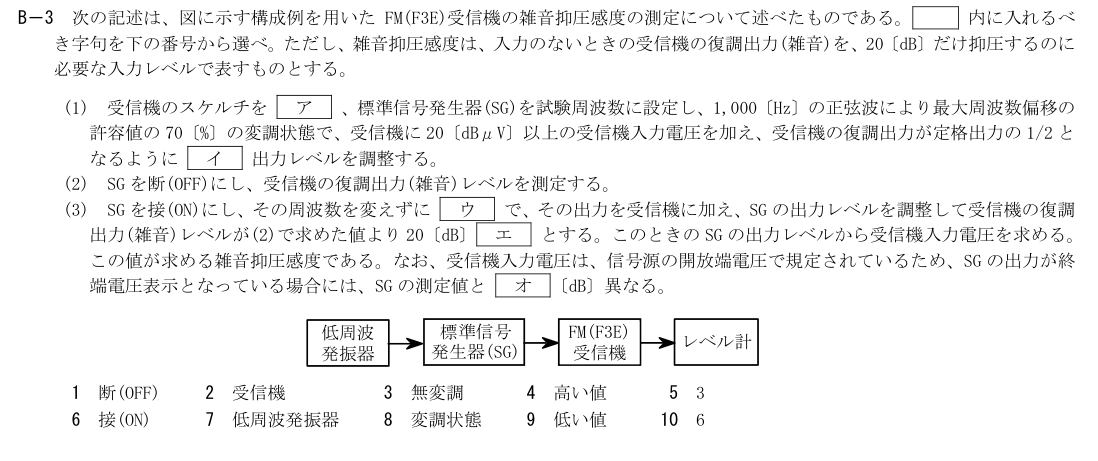 B－3　次の記述は、図に示す構成例を用いた FM(F3E)受信機の雑音抑圧感度の測定について述べたものである。□内に入れるべ
き字句を下の番号から選べ。ただし、雑音抑圧感度は、入力のないときの受信機の復調出力(雑音)を、20〔dB〕だけ抑圧するのに
必要な入力レベルで表すものとする。
(1)　受信機のスケルチを ア 、標準信号発生器(SG)を試験周波数に設定し、1,000〔Hz〕の正弦波により最大周波数偏移の
許容値の 70〔%〕の変調状態で、受信機に 20〔dBμV〕以上の受信機入力電圧を加え、受信機の復調出力が定格出力の 1/2 と
なるように イ 出力レベルを調整する。
(2)　SG を断(OFF)にし、受信機の復調出力(雑音)レベルを測定する。
(3)　SG を接(ON)にし、その周波数を変えずに ウ で、その出力を受信機に加え、SG の出力レベルを調整して受信機の復調
出力(雑音)レベルが(2)で求めた値より 20〔dB〕 エ とする。このときの SG の出力レベルから受信機入力電圧を求める。
この値が求める雑音抑圧感度である。なお、受信機入力電圧は、信号源の開放端電圧で規定されているため、SG の出力が終
端電圧表示となっている場合には、SG の測定値と オ 〔dB〕異なる。
低周波
発振器
標準信号
発生器(SG)
FM(F3E)
受信機
レベル計
1　断(OFF)　2　受信機　3　無変調　4　高い値　5　3
6　接(ON)　7　低周波発振器　8　変調状態　9　低い値　10　6